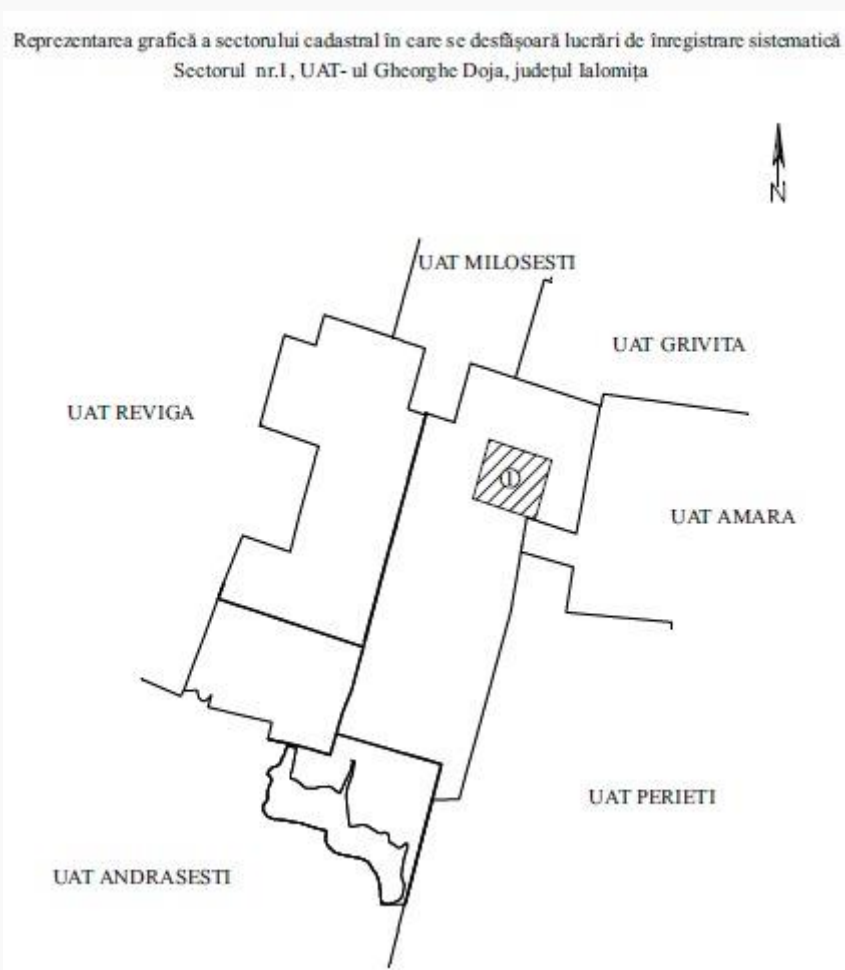 Reprezentarea grafică a sectorului cadastral în care se desfășoară lucrări de înregistrare sistematică
Sectorul nr.1, UAT- ul Gheorghe Doja, județul Ialomița
N
UAT MILOSESTI
UAT GRIVITA
UAT REVIGA
1
UAT AMARA
UAT PERIETI
UAT ANDRASESTI